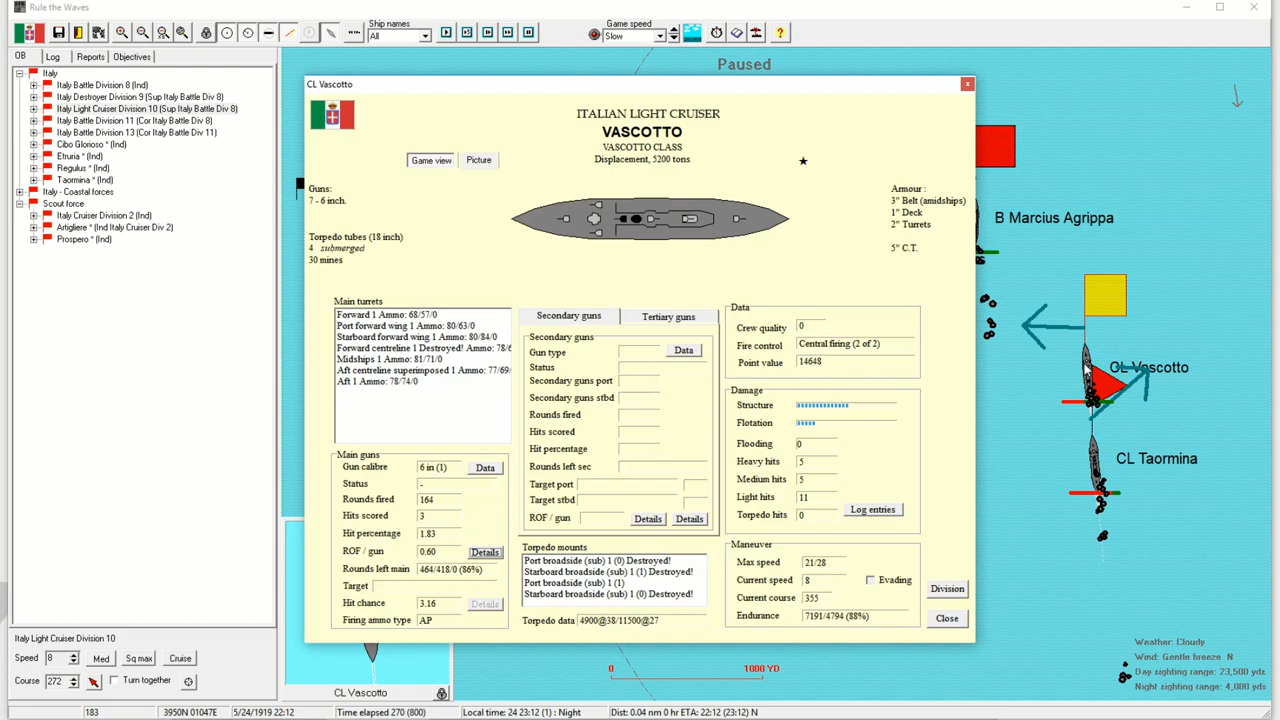 Rule the Waves
Ship names
All
Game speed
Slow
OB
Log
Reports
Objectives
Italy
Italy Battle Division 8 (Ind)
Italy Destroyer Division 9 (Sup Italy Battle Div 8)
Italy Light Cruiser Division 10 (Sup Italy Battle Div 8)
Italy Battle Division 11 (Cor Italy Battle Div 8)
Italy Battle Division 13 (Cor Italy Battle Div 11)
Cibo Glorioso * (Ind)
Etruria * (Ind)
Regulus * (Ind)
Taormina * (Ind)
Italy - Coastal forces
Scout force
Italy Cruiser Division 2 (Ind)
Artigliere * (Ind Italy Cruiser Div 2)
Prospero * (Ind)
Italy Light Cruiser Division 10
Speed 8 Med Sq max Cruise
Course 272 Turn together
Paused
CL Vascotto
ITALIAN LIGHT CRUISER
VASCOTTO
VASCOTTO CLASS
Displacement, 5200 tons
Game view
Picture
Guns:
7 - 6 inch.
Torpedo tubes (18 inch)
4 submerged
30 mines
Armour :
3" Belt (amidships)
1" Deck
2" Turrets
5" C.T.
Main turrets
Forward 1 Ammo: 68/57/0
Port forward wing 1 Ammo: 80/63/0
Starboard forward wing 1 Ammo: 80/84/0
Forward centreline 1 Destroyed! Ammo: 78/6
Midships 1 Ammo: 81/71/0
Aft centreline superimposed 1 Ammo: 77/69
Aft 1 Ammo: 78/74/0
Main guns
Gun calibre 6 in (1) Data
Status -
Rounds fired 164
Hits scored 3
Hit percentage 1.83
ROF / gun 0.60 Details
Rounds left main 464/418/0 (86%)
Target
Hit chance 3.16 Details
Firing ammo type AP
Secondary guns
Tertiary guns
Secondary guns
Gun type Data
Status
Secondary guns port
Secondary guns stbd
Rounds fired
Hits scored
Hit percentage
Rounds left sec
Target port
Target stbd
ROF / gun Details Details
Torpedo mounts
Port broadside (sub) 1 (0) Destroyed!
Starboard broadside (sub) 1 (1) Destroyed!
Port broadside (sub) 1 (1)
Starboard broadside (sub) 1 (0) Destroyed!
Torpedo data 4900@38/11500@27
Data
Crew quality 0
Fire control Central firing (2 of 2)
Point value 14648
Damage
Structure
Flotation
Flooding 0
Heavy hits 5
Medium hits 5
Light hits 11
Torpedo hits 0
Log entries
Maneuver
Max speed 21/28
Current speed 8 Evading
Current course 355
Endurance 7191/4794 (88%)
Division
Close
B Marcius Agrippa
CL Vascotto
CL Taormina
0 1000 YD
Weather: Cloudy
Wind: Gentle breeze N
Day sighting range: 23,500 yds
Night sighting range: 4,000 yds
CL Vascotto
183
3950N 01047E
5/24/1919 22:12
Time elapsed 270 (800)
Local time: 24 23:12 (1) : Night
Dist: 0.04 nm 0 hr ETA: 22:12 (23:12) N